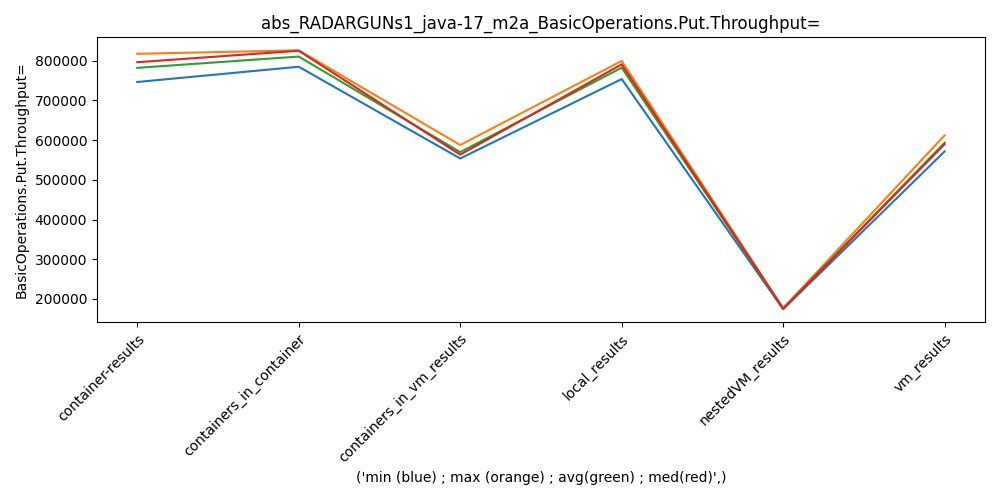 abs_RADARGUNs1_java-17_m2a_BasicOperations.Put.Throughput=
BasicOperations.Put.Throughput=
800000
700000
600000
500000
400000
300000
200000
container-results
containers_in_container
containers_in_vm_results
local_results
nestedVM_results
vm_results
('min (blue) ; max (orange) ; avg(green) ; med(red)',)